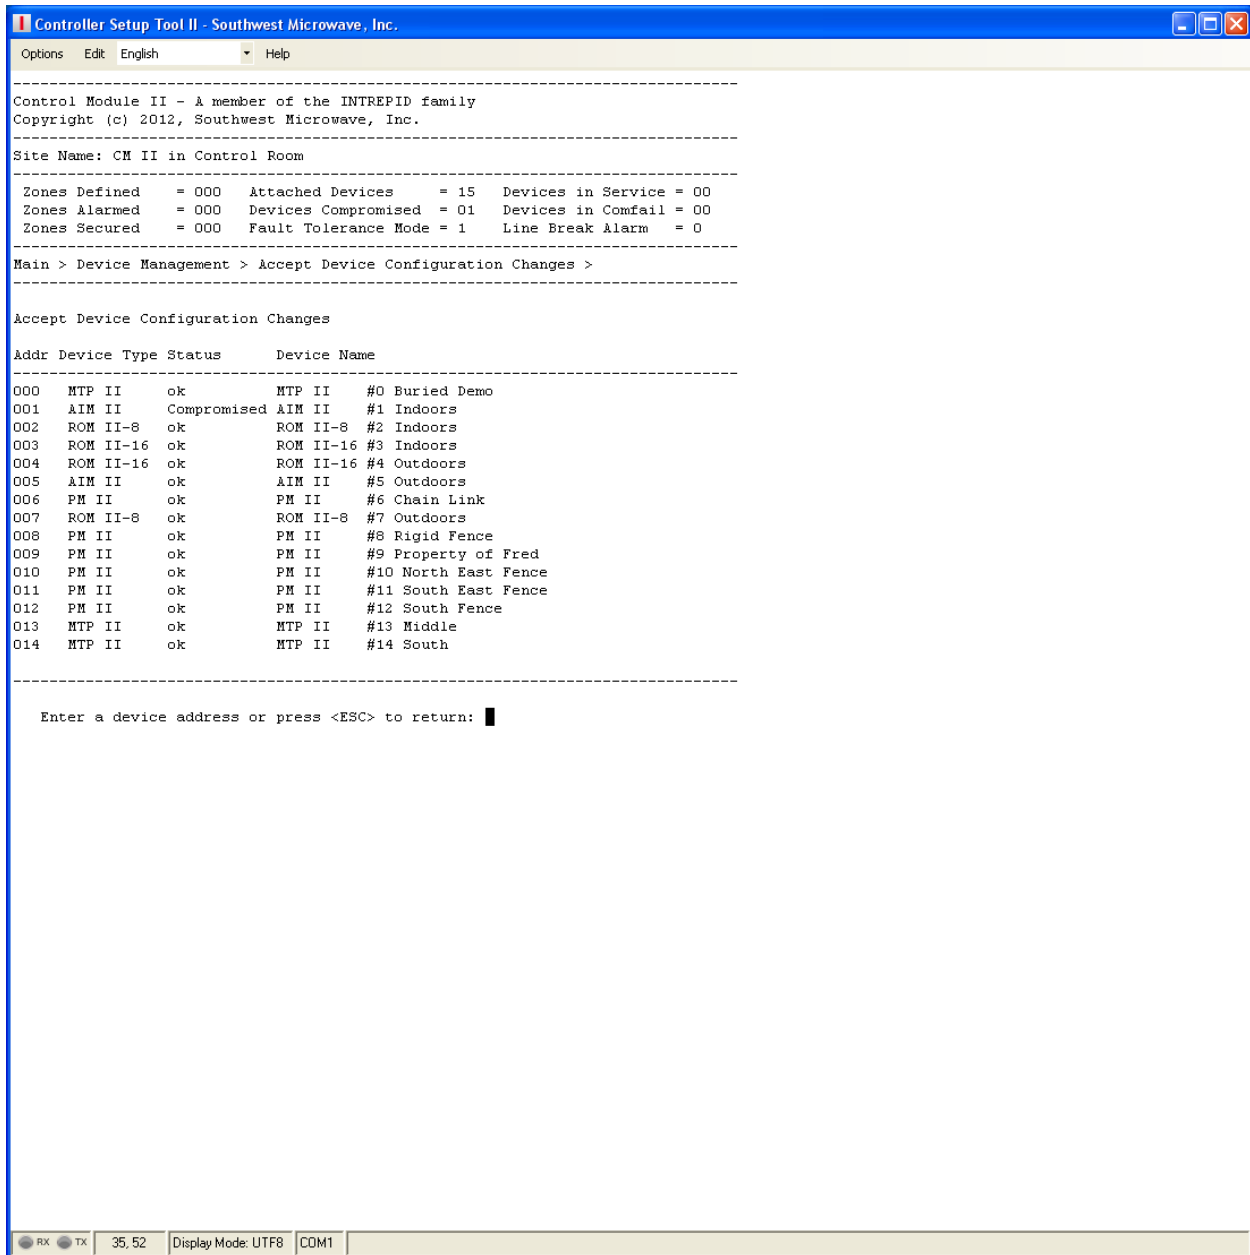 Controller Setup Tool II - Southwest Microwave, Inc.
Options Edit English Help
--------------------------------------------------------------------------------
Control Module II - A member of the INTREPID family
Copyright (c) 2012, Southwest Microwave, Inc.
--------------------------------------------------------------------------------
Site Name: CM II in Control Room
--------------------------------------------------------------------------------
 Zones Defined    = 000   Attached Devices     = 15   Devices in Service = 00
 Zones Alarmed    = 000   Devices Compromised  = 01   Devices in Comfail = 00
 Zones Secured    = 000   Fault Tolerance Mode = 1    Line Break Alarm   = 0
--------------------------------------------------------------------------------
Main > Device Management > Accept Device Configuration Changes >
--------------------------------------------------------------------------------
Accept Device Configuration Changes
Addr Device Type Status      Device Name
--------------------------------------------------------------------------------
000   MTP II     ok          MTP II    #0 Buried Demo
001   AIM II     Compromised AIM II    #1 Indoors
002   ROM II-8   ok          ROM II-8  #2 Indoors
003   ROM II-16  ok          ROM II-16 #3 Indoors
004   ROM II-16  ok          ROM II-16 #4 Outdoors
005   AIM II     ok          AIM II    #5 Outdoors
006   PM II      ok          PM II     #6 Chain Link
007   ROM II-8   ok          ROM II-8  #7 Outdoors
008   PM II      ok          PM II     #8 Rigid Fence
009   PM II      ok          PM II     #9 Property of Fred
010   PM II      ok          PM II     #10 North East Fence
011   PM II      ok          PM II     #11 South East Fence
012   PM II      ok          PM II     #12 South Fence
013   MTP II     ok          MTP II    #13 Middle
014   MTP II     ok          MTP II    #14 South
--------------------------------------------------------------------------------
   Enter a device address or press <ESC> to return:
RX TX 35, 52 Display Mode: UTF8 COM1